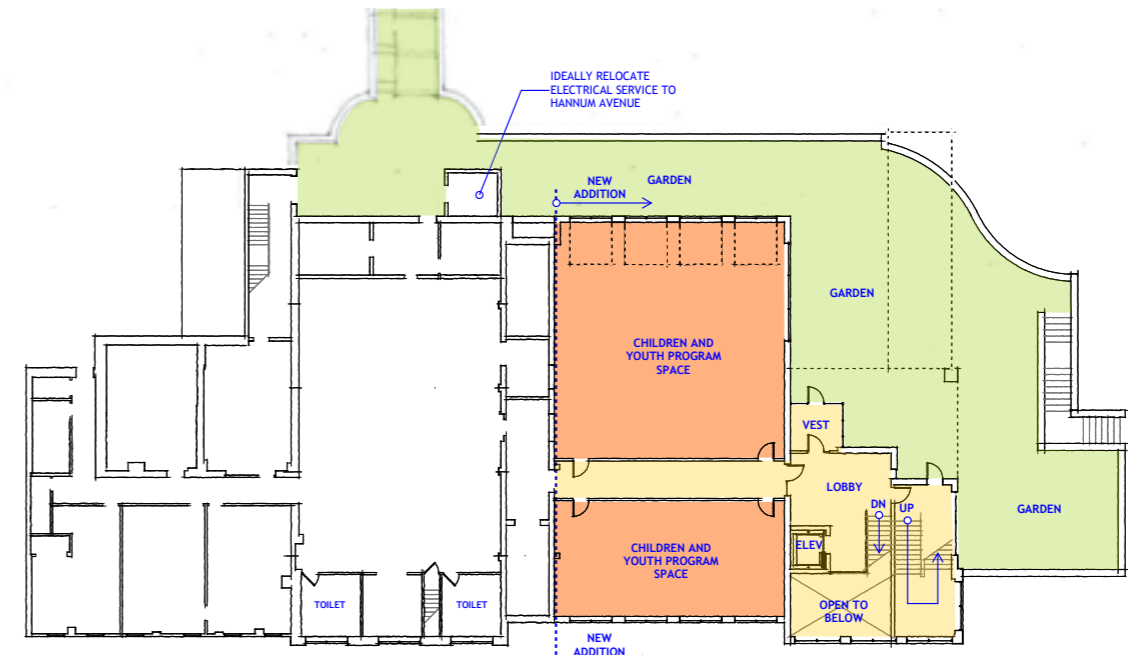 IDEALLY RELOCATE
ELECTRICAL SERVICE TO
HANNUM AVENUE
NEW
ADDITION
GARDEN
GARDEN
CHILDREN AND
YOUTH PROGRAM
SPACE
VEST
LOBBY
DN
UP
GARDEN
ELEV
CHILDREN AND
YOUTH PROGRAM
SPACE
TOILET
TOILET
OPEN TO
BELOW
NEW
ADDITION